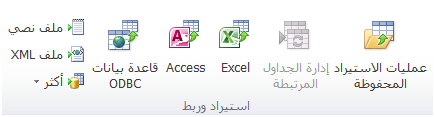 عمليات الاستيراد
المحفوظة
إدارة الجداول
المرتبطة
Excel
Access
قاعدة بيانات
ODBC
ملف نصي
ملف XML
أكثر
استيراد وربط